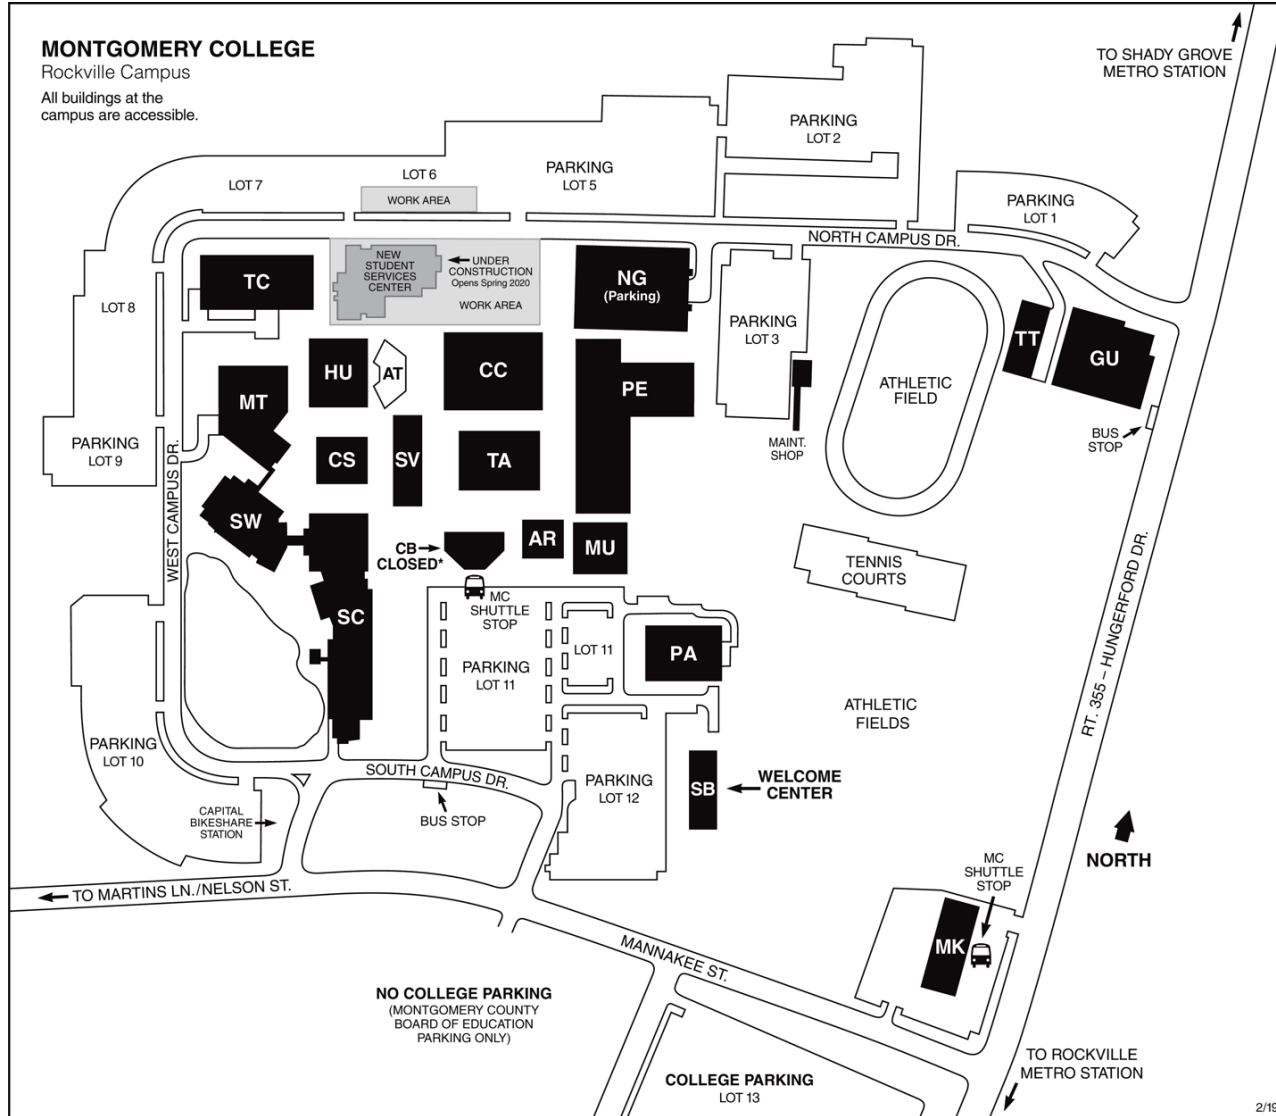 MONTGOMERY COLLEGE
Rockville Campus
All buildings at the
campus are accessible.
TO SHADY GROVE
METRO STATION
PARKING
LOT 2
PARKING
LOT 5
LOT 6
LOT 7
WORK AREA
PARKING
LOT 1
NORTH CAMPUS DR.
TC
NEW
STUDENT
SERVICES
CENTER
UNDER
CONSTRUCTION
Opens Spring 2020
WORK AREA
NG
(Parking)
LOT 8
PARKING
LOT 3
TT
GU
HU
AT
CC
PE
MT
ATHLETIC
FIELD
BUS
STOP
MAINT.
SHOP
PARKING
LOT 9
CS
SV
TA
WEST CAMPUS DR.
SW
CB
CLOSED*
AR
MU
TENNIS
COURTS
RT. 355 – HUNGERFORD DR.
MC
SHUTTLE
STOP
SC
PARKING
LOT 11
LOT 11
PA
ATHLETIC
FIELDS
PARKING
LOT 10
SOUTH CAMPUS DR.
PARKING
LOT 12
SB
WELCOME
CENTER
CAPITAL
BIKESHARE
STATION
BUS STOP
NORTH
MC
SHUTTLE
STOP
TO MARTINS LN./NELSON ST.
MANNAKEE ST.
MK
NO COLLEGE PARKING
(MONTGOMERY COUNTY
BOARD OF EDUCATION
PARKING ONLY)
TO ROCKVILLE
METRO STATION
COLLEGE PARKING
LOT 13
2/19